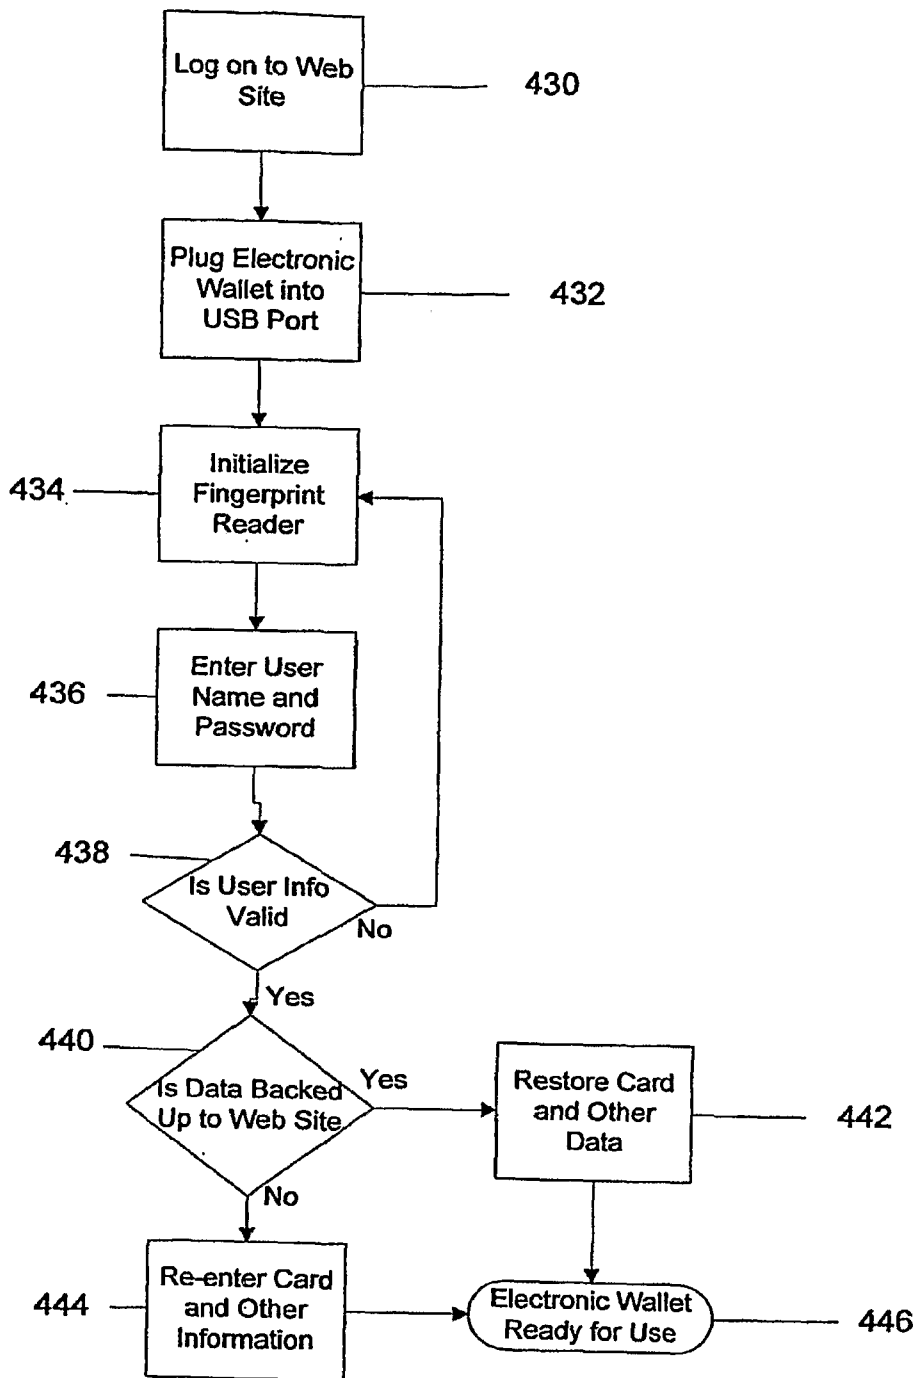 Log on to Web
Site
430
Plug Electronic
Wallet into
USB Port
432
434
Initialize
Fingerprint
Reader
436
Enter User
Name and
Password
438
Is User Info
Valid
No
Yes
440
Is Data Backed
Up to Web Site
Yes
Restore Card
and Other
Data
442
No
444
Re-enter Card
and Other
Information
Electronic Wallet
Ready for Use
446